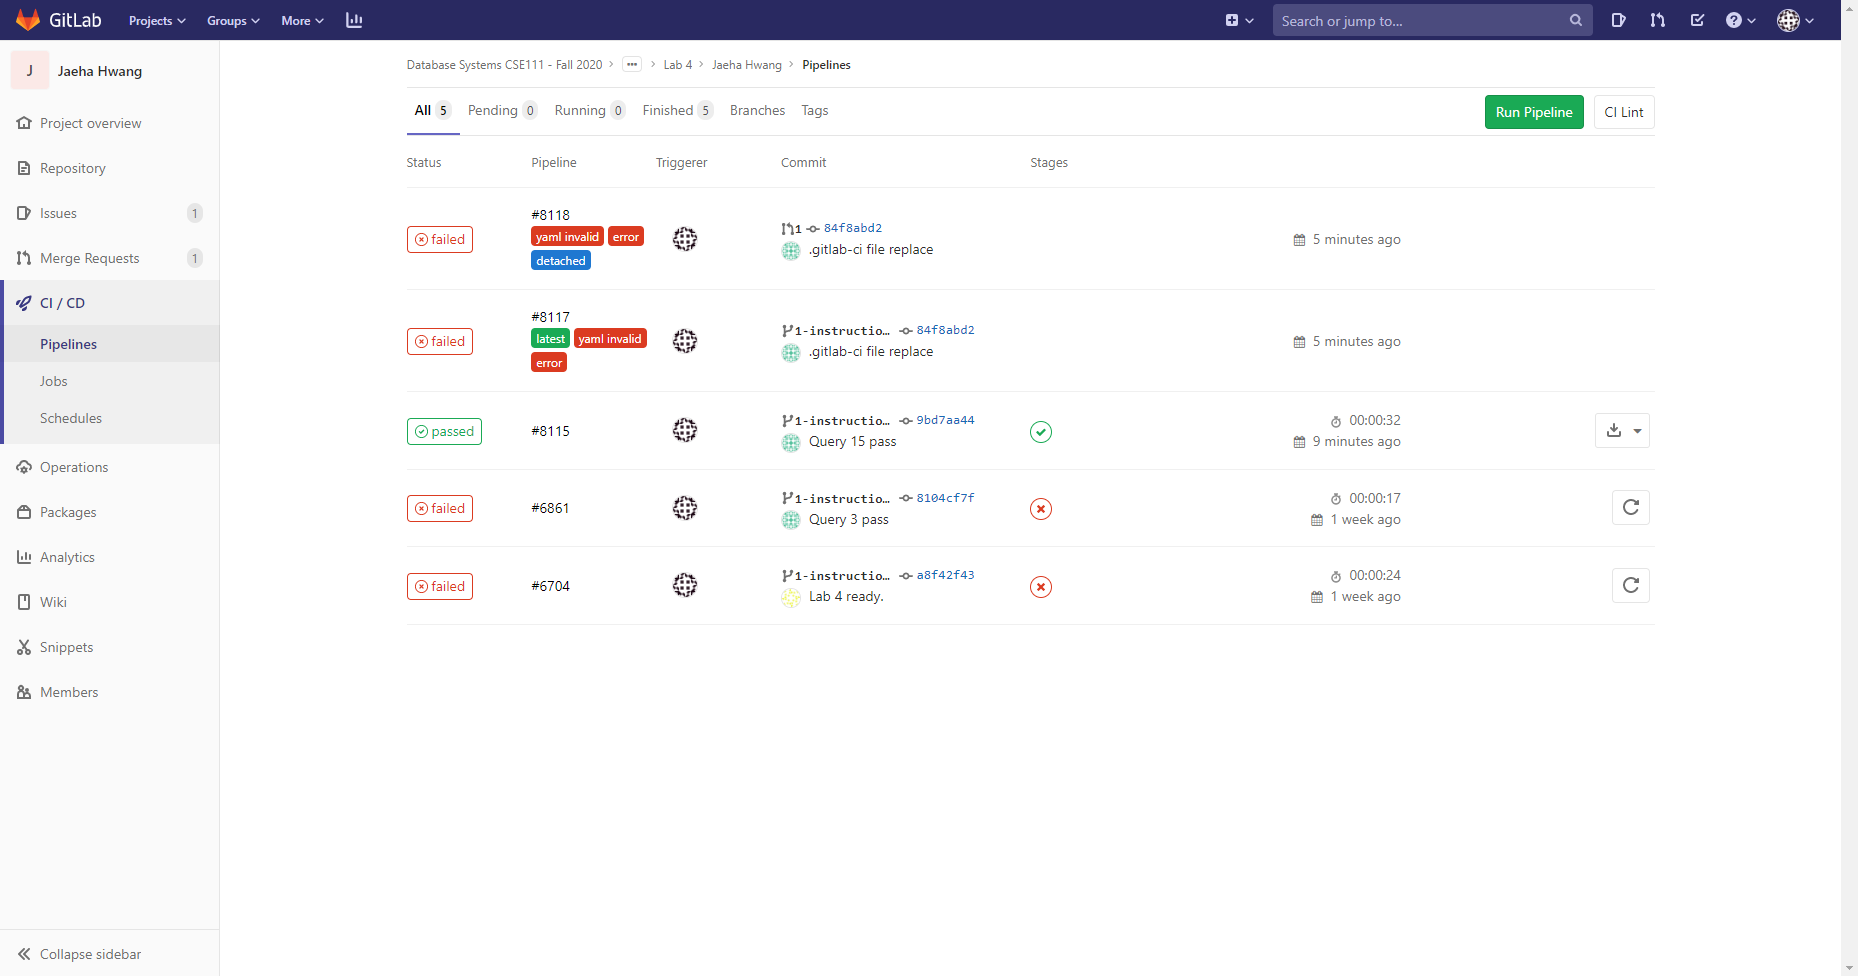 GitLab Projects Groups More Search or jump to...
J Jaeha Hwang
Project overview
Repository
Issues 1
Merge Requests 1
CI / CD
Pipelines
Jobs
Schedules
Operations
Packages
Analytics
Wiki
Snippets
Members
Collapse sidebar
Database Systems CSE111 - Fall 2020 > ... > Lab 4 > Jaeha Hwang > Pipelines
All 5 Pending 0 Running 0 Finished 5 Branches Tags Run Pipeline CI Lint
Status Pipeline Triggerer Commit Stages
failed
#8118
yaml invalid error
detached
1 84f8abd2
.gitlab-ci file replace
5 minutes ago
failed
#8117
latest yaml invalid
error
1-instructio... 84f8abd2
.gitlab-ci file replace
5 minutes ago
passed
#8115
1-instructio... 9bd7aa44
Query 15 pass
00:00:32
9 minutes ago
failed
#6861
1-instructio... 8104cf7f
Query 3 pass
00:00:17
1 week ago
failed
#6704
1-instructio... a8f42f43
Lab 4 ready.
00:00:24
1 week ago